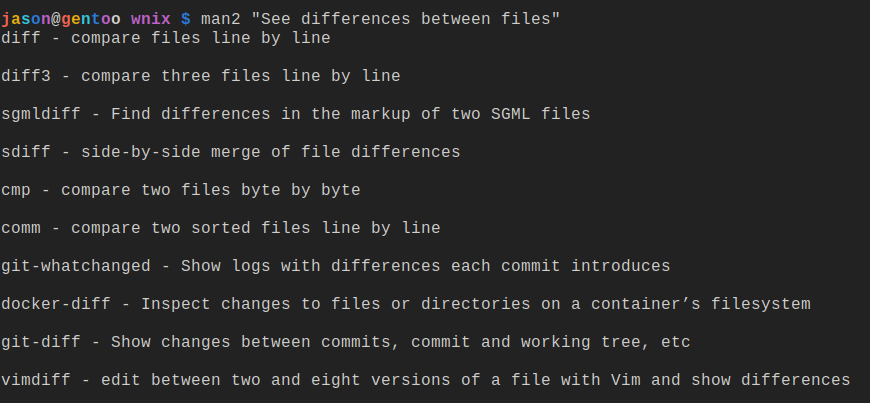 jason@gentoo wnix $ man2 "See differences between files"
diff - compare files line by line
diff3 - compare three files line by line
sgmldiff - Find differences in the markup of two SGML files
sdiff - side-by-side merge of file differences
cmp - compare two files byte by byte
comm - compare two sorted files line by line
git-whatchanged - Show logs with differences each commit introduces
docker-diff - Inspect changes to files or directories on a container’s filesystem
git-diff - Show changes between commits, commit and working tree, etc
vimdiff - edit between two and eight versions of a file with Vim and show differences